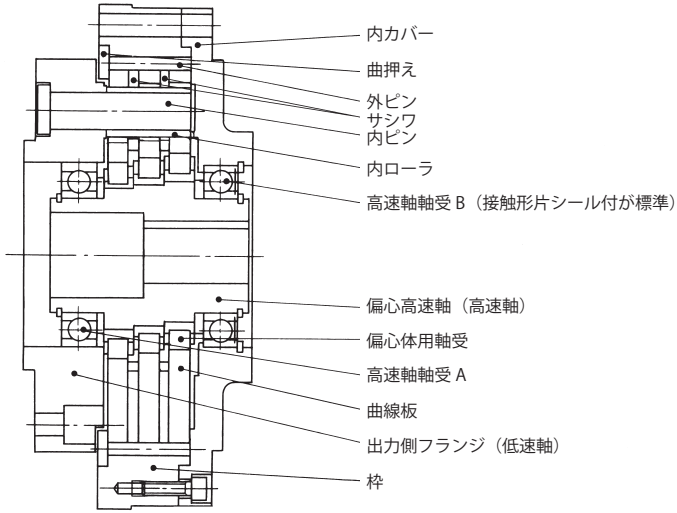 内カバー
曲押え
外ピン
サシワ
内ピン
内ローラ
高速軸軸受 B（接触形片シール付が標準）
偏心高速軸（高速軸）
偏心体用軸受
高速軸軸受 A
曲線板
出力側フランジ（低速軸）
枠